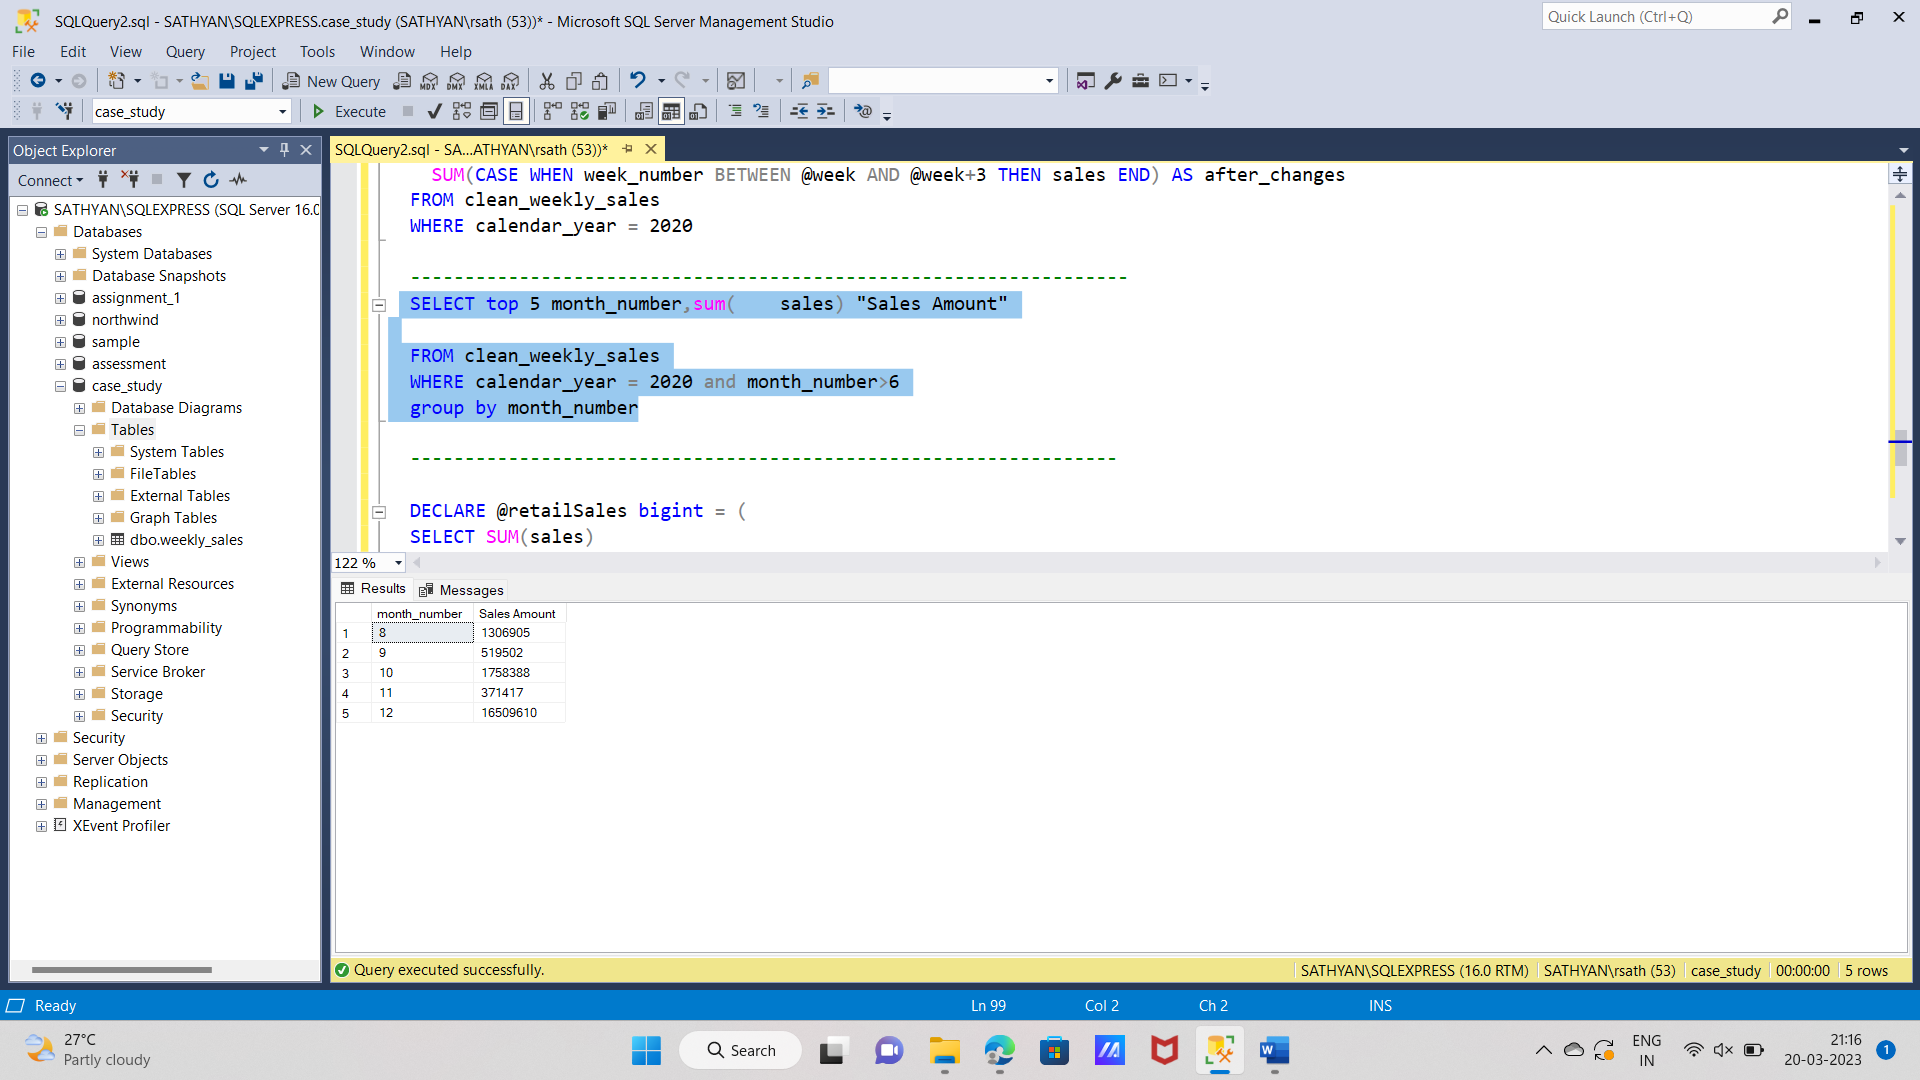 SQLQuery2.sql - SATHYAN\SQLEXPRESS.case_study (SATHYAN\rsath (53))* - Microsoft SQL Server Management Studio
Quick Launch (Ctrl+Q)
File Edit View Query Project Tools Window Help
New Query MDX DMX XMLA DAX
case_study Execute
Object Explorer
Connect
SATHYAN\SQLEXPRESS (SQL Server 16.0
Databases
System Databases
Database Snapshots
assignment_1
northwind
sample
assessment
case_study
Database Diagrams
Tables
System Tables
FileTables
External Tables
Graph Tables
dbo.weekly_sales
Views
External Resources
Synonyms
Programmability
Query Store
Service Broker
Storage
Security
Security
Server Objects
Replication
Management
XEvent Profiler
SQLQuery2.sql - SA...ATHYAN\rsath (53))*
SUM(CASE WHEN week_number BETWEEN @week AND @week+3 THEN sales END) AS after_changes
FROM clean_weekly_sales
WHERE calendar_year = 2020
------------------------------------------------------------------
SELECT top 5 month_number,sum(    sales) "Sales Amount"
FROM clean_weekly_sales
WHERE calendar_year = 2020 and month_number>6
group by month_number
-----------------------------------------------------------------
DECLARE @retailSales bigint = (
SELECT SUM(sales)
122 %
Results Messages
month_number Sales Amount
1 8 1306905
2 9 519502
3 10 1758388
4 11 371417
5 12 16509610
Query executed successfully. SATHYAN\SQLEXPRESS (16.0 RTM) SATHYAN\rsath (53) case_study 00:00:00 5 rows
Ready Ln 99 Col 2 Ch 2 INS
27°C
Partly cloudy
Search
ENG
IN
21:16
20-03-2023
1